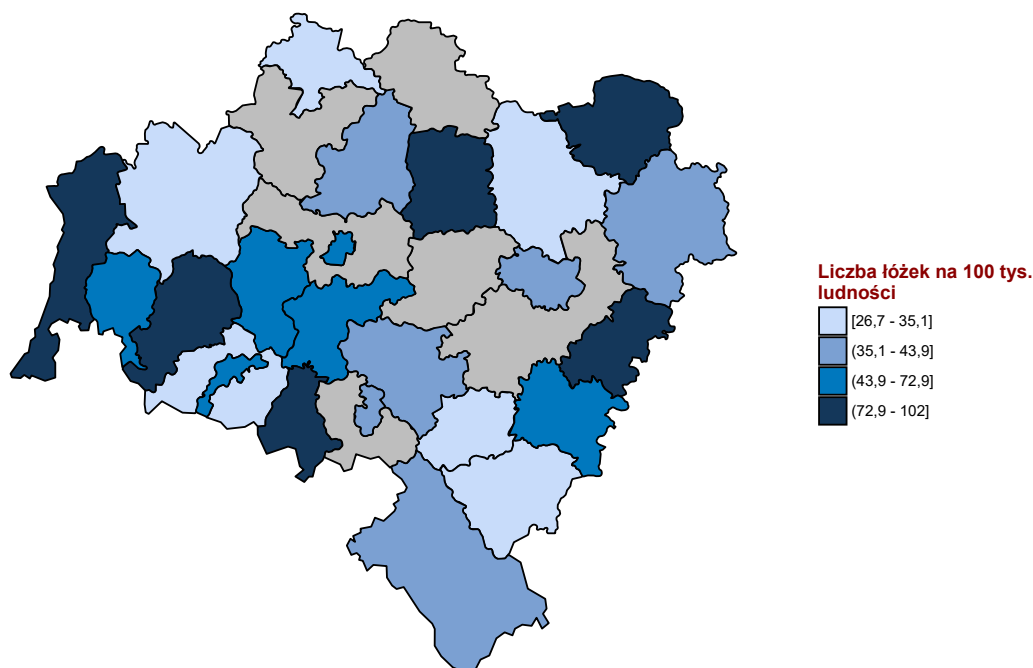 Liczba łóżek na 100 tys.
ludności
[26,7 - 35,1]
(35,1 - 43,9]
(43,9 - 72,9]
(72,9 - 102]